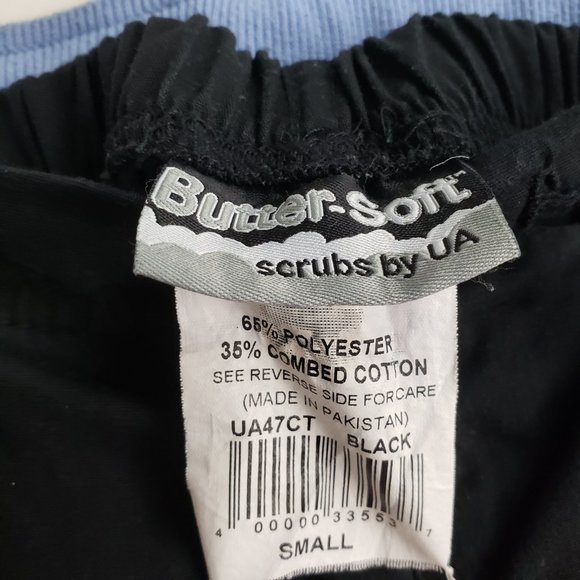 Butter-Soft™
scrubs by UA
65% POLYESTER
35% COMBED COTTON
SEE REVERSE SIDE FORCARE
(MADE IN PAKISTAN)
UA47CT BLACK
4 00000 33553 7
SMALL